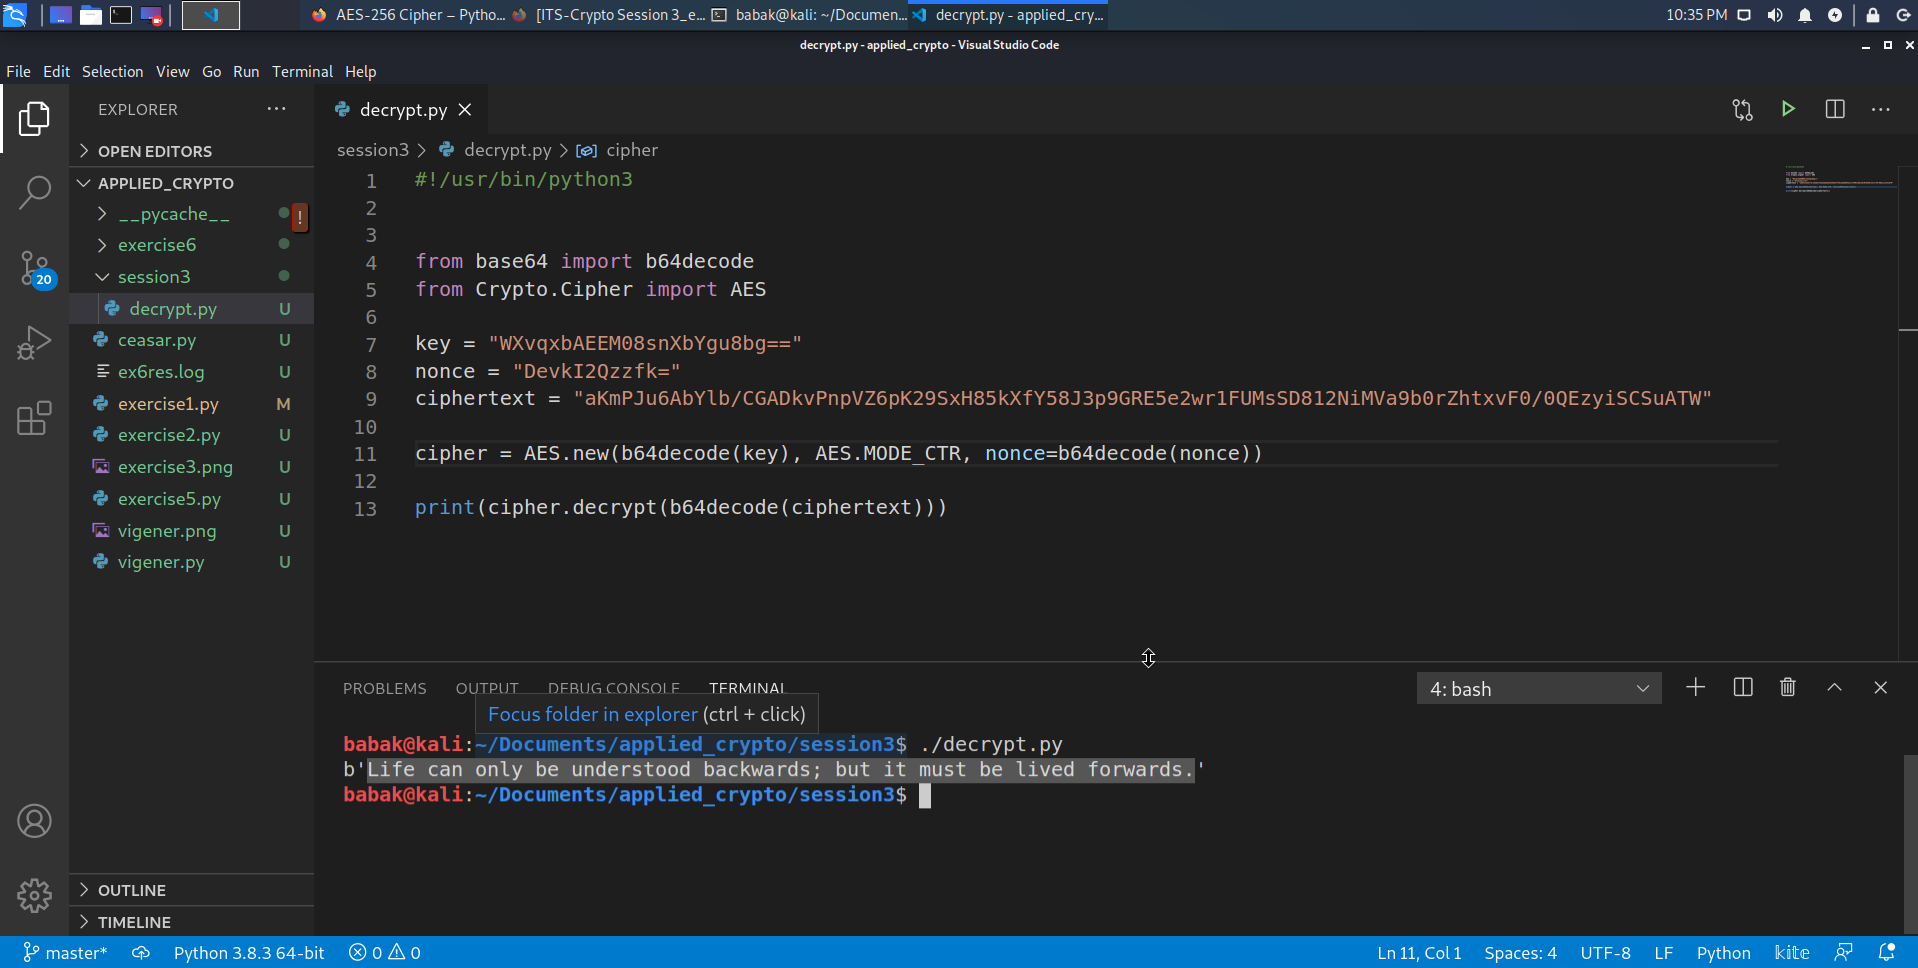 AES-256 Cipher – Pytho... [ITS-Crypto Session 3_e... babak@kali: ~/Documen... decrypt.py - applied_cry... 10:35 PM
decrypt.py - applied_crypto - Visual Studio Code
File Edit Selection View Go Run Terminal Help
EXPLORER ···
decrypt.py
OPEN EDITORS
session3 > decrypt.py > cipher
APPLIED_CRYPTO
__pycache__
!
exercise6
session3
20
decrypt.py U
ceasar.py U
ex6res.log U
exercise1.py M
exercise2.py U
exercise3.png U
exercise5.py U
vigener.png U
vigener.py U
OUTLINE
TIMELINE
1 #!/usr/bin/python3
2
3
4 from base64 import b64decode
5 from Crypto.Cipher import AES
6
7 key = "WXvqxbAEEM08snXbYgu8bg=="
8 nonce = "DevkI2Qzzfk="
9 ciphertext = "aKmPJu6AbYlb/CGADkvPnpVZ6pK29SxH85kXfY58J3p9GRE5e2wr1FUMsSD812NiMVa9b0rZhtxvF0/0QEzyiSCSuATW"
10
11 cipher = AES.new(b64decode(key), AES.MODE_CTR, nonce=b64decode(nonce))
12
13 print(cipher.decrypt(b64decode(ciphertext)))
PROBLEMS OUTPUT DEBUG CONSOLE TERMINAL 4: bash
Focus folder in explorer (ctrl + click)
babak@kali:~/Documents/applied_crypto/session3$ ./decrypt.py
b'Life can only be understood backwards; but it must be lived forwards.'
babak@kali:~/Documents/applied_crypto/session3$
master* Python 3.8.3 64-bit 0 0 Ln 11, Col 1 Spaces: 4 UTF-8 LF Python kite